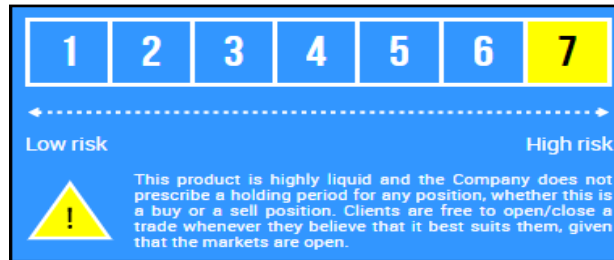 1 2 3 4 5 6 7
Low risk High risk
This product is highly liquid and the Company does not
prescribe a holding period for any position, whether this is
a buy or a sell position. Clients are free to open/close a
! trade whenever they believe that it best suits them, given
that the markets are open.